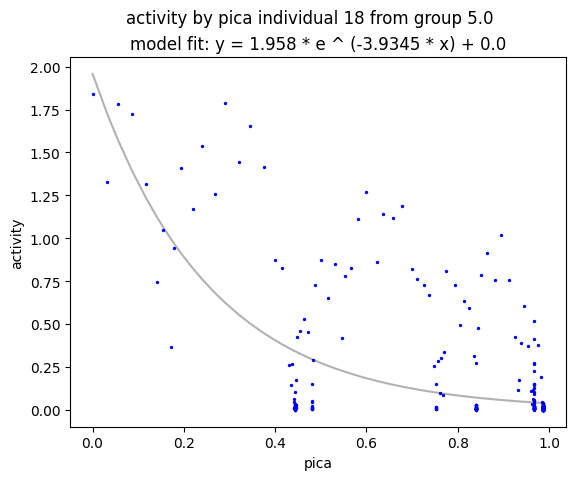 activity by pica individual 18 from group 5.0
model fit: y = 1.958 * e ^ (-3.9345 * x) + 0.0
2.00
1.75
1.50
1.25
1.00
0.75
0.50
0.25
0.00
activity
0.0 0.2 0.4 0.6 0.8 1.0
pica